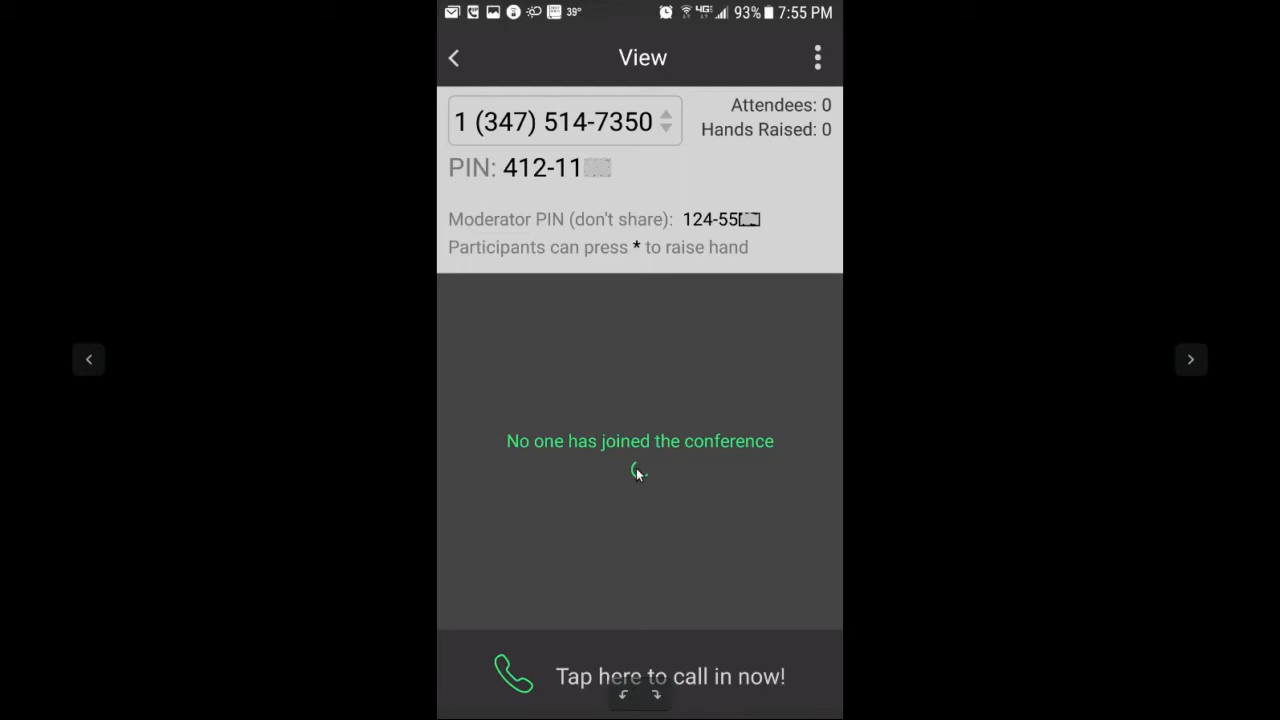 39° 4G 93% 7:55 PM
View
1 (347) 514-7350
Attendees: 0
Hands Raised: 0
PIN: 412-11
Moderator PIN (don't share): 124-55
Participants can press * to raise hand
No one has joined the conference
Tap here to call in now!